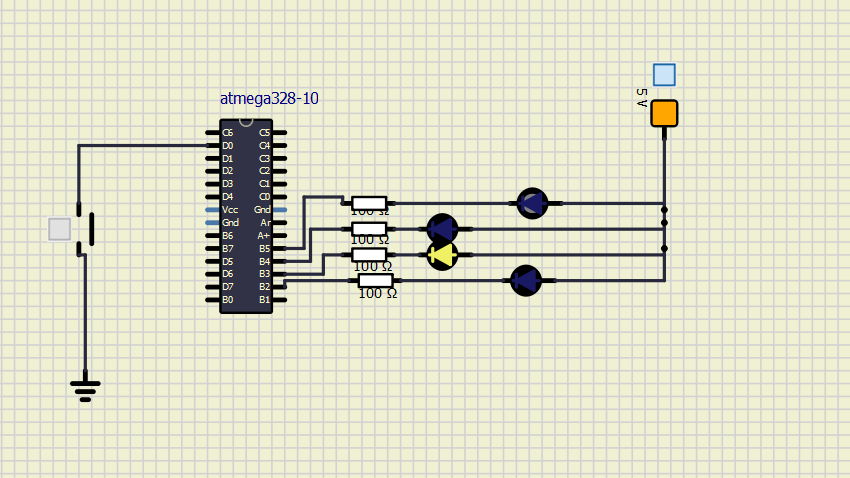 5 V
atmega328-10
C6 C5
D0 C4
D1 C3
D2 C2
D3 C1
D4 C0
Vcc Gnd
Gnd Ar
B6 A+
B7 B5
D5 B4
D6 B3
D7 B2
B0 B1
100 Ω
100 Ω
100 Ω
100 Ω